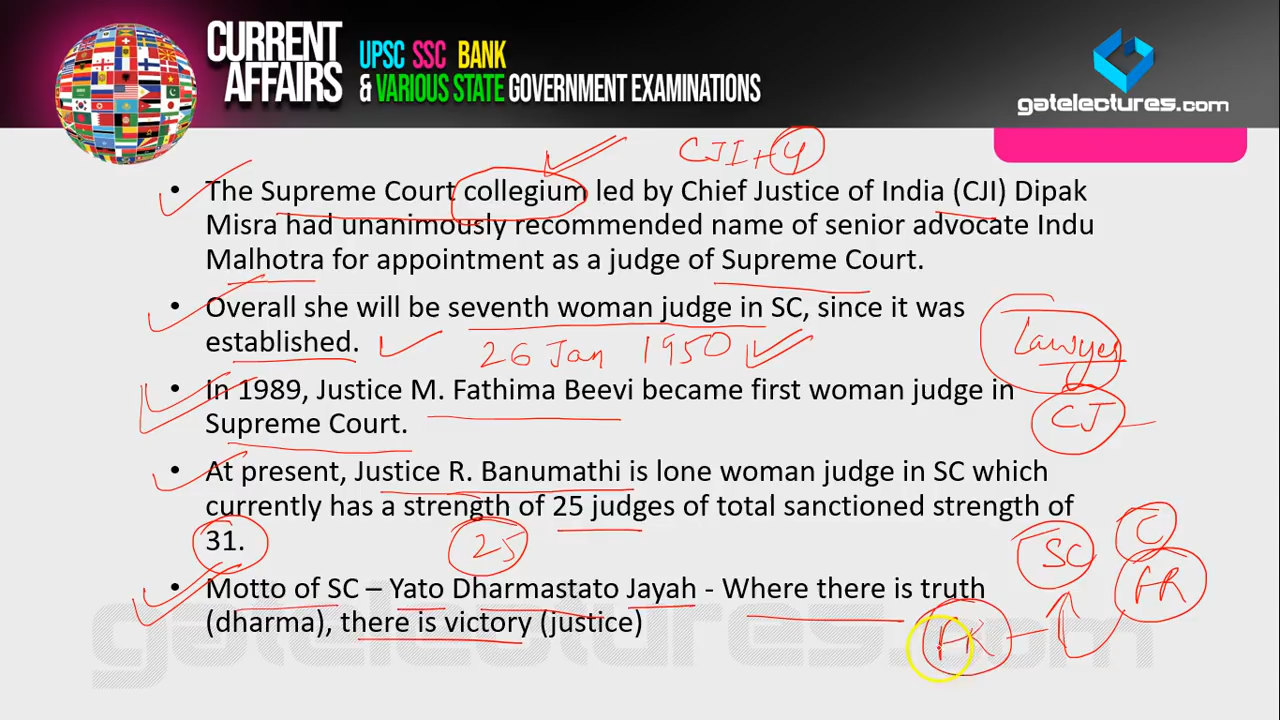 CURRENT AFFAIRS
UPSC SSC BANK
& VARIOUS STATE GOVERNMENT EXAMINATIONS
gatelectures.com
CJI + 4
• The Supreme Court collegium led by Chief Justice of India (CJI) Dipak
Misra had unanimously recommended name of senior advocate Indu
Malhotra for appointment as a judge of Supreme Court.
• Overall she will be seventh woman judge in SC, since it was
established.
26 Jan 1950
Lawyer
• In 1989, Justice M. Fathima Beevi became first woman judge in
Supreme Court.
CJ
• At present, Justice R. Banumathi is lone woman judge in SC which
currently has a strength of 25 judges of total sanctioned strength of
31.
25
SC
C
FR
• Motto of SC – Yato Dharmastato Jayah - Where there is truth
(dharma), there is victory (justice)
FR
gatelectures.com